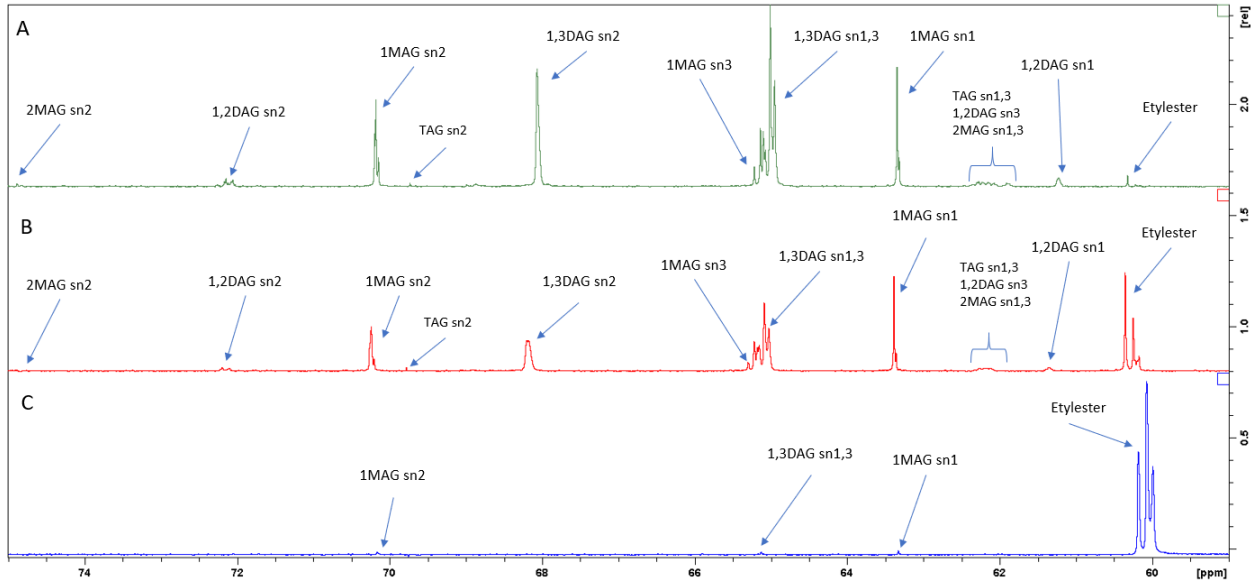 A
2MAG sn2
1,2DAG sn2
1MAG sn2
TAG sn2
1,3DAG sn2
1MAG sn3
1,3DAG sn1,3
1MAG sn1
TAG sn1,3
1,2DAG sn3
2MAG sn1,3
1,2DAG sn1
Etylester
[rel]
2.0
B
2MAG sn2
1,2DAG sn2
1MAG sn2
TAG sn2
1,3DAG sn2
1MAG sn3
1,3DAG sn1,3
1MAG sn1
TAG sn1,3
1,2DAG sn3
2MAG sn1,3
1,2DAG sn1
Etylester
1.5
1.0
C
1MAG sn2
1,3DAG sn1,3
1MAG sn1
Etylester
0.5
74 72 70 68 66 64 62 60 [ppm]